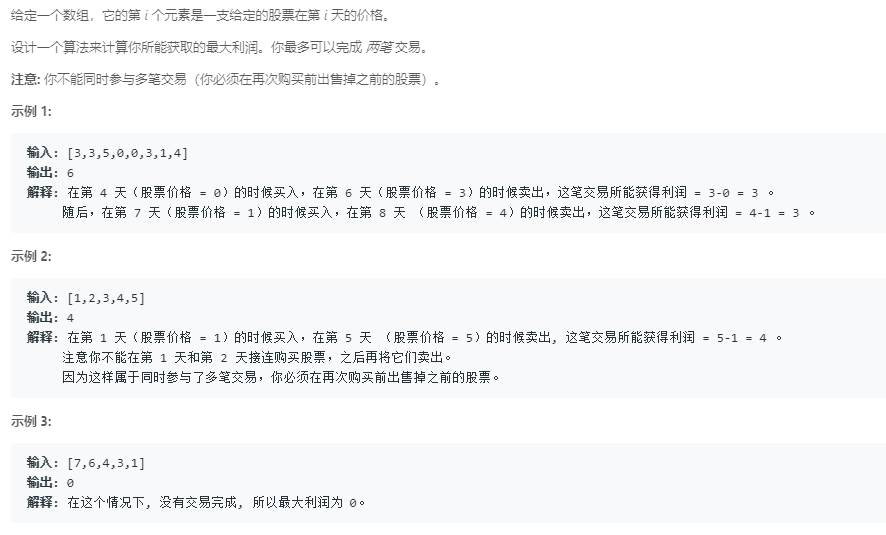 给定一个数组，它的第 i 个元素是一支给定的股票在第 i 天的价格。
设计一个算法来计算你所能获取的最大利润。你最多可以完成 两笔 交易。
注意: 你不能同时参与多笔交易（你必须在再次购买前出售掉之前的股票）。
示例 1:
输入: [3,3,5,0,0,3,1,4]
输出: 6
解释: 在第 4 天（股票价格 = 0）的时候买入，在第 6 天（股票价格 = 3）的时候卖出，这笔交易所能获得利润 = 3-0 = 3 。
随后，在第 7 天（股票价格 = 1）的时候买入，在第 8 天 （股票价格 = 4）的时候卖出，这笔交易所能获得利润 = 4-1 = 3 。
示例 2:
输入: [1,2,3,4,5]
输出: 4
解释: 在第 1 天（股票价格 = 1）的时候买入，在第 5 天 （股票价格 = 5）的时候卖出, 这笔交易所能获得利润 = 5-1 = 4 。
注意你不能在第 1 天和第 2 天接连购买股票，之后再将它们卖出。
因为这样属于同时参与了多笔交易，你必须在再次购买前出售掉之前的股票。
示例 3:
输入: [7,6,4,3,1]
输出: 0
解释: 在这个情况下, 没有交易完成, 所以最大利润为 0。